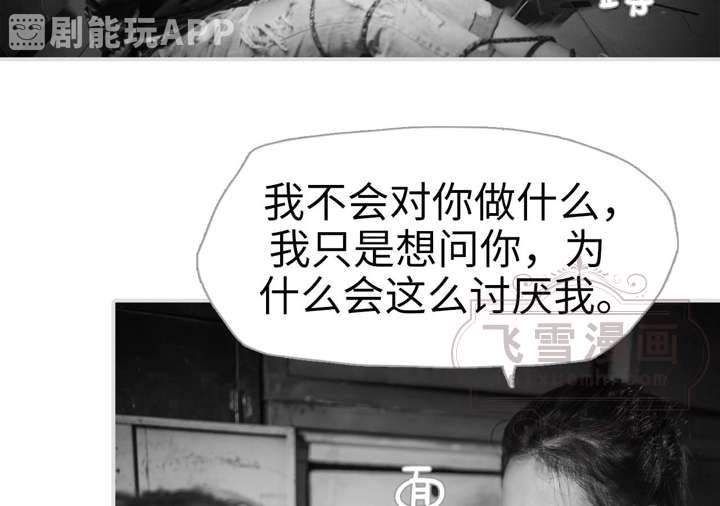 剧能玩APP
我不会对你做什么，
我只是想问你，为
什么会这么讨厌我。
飞雪漫画